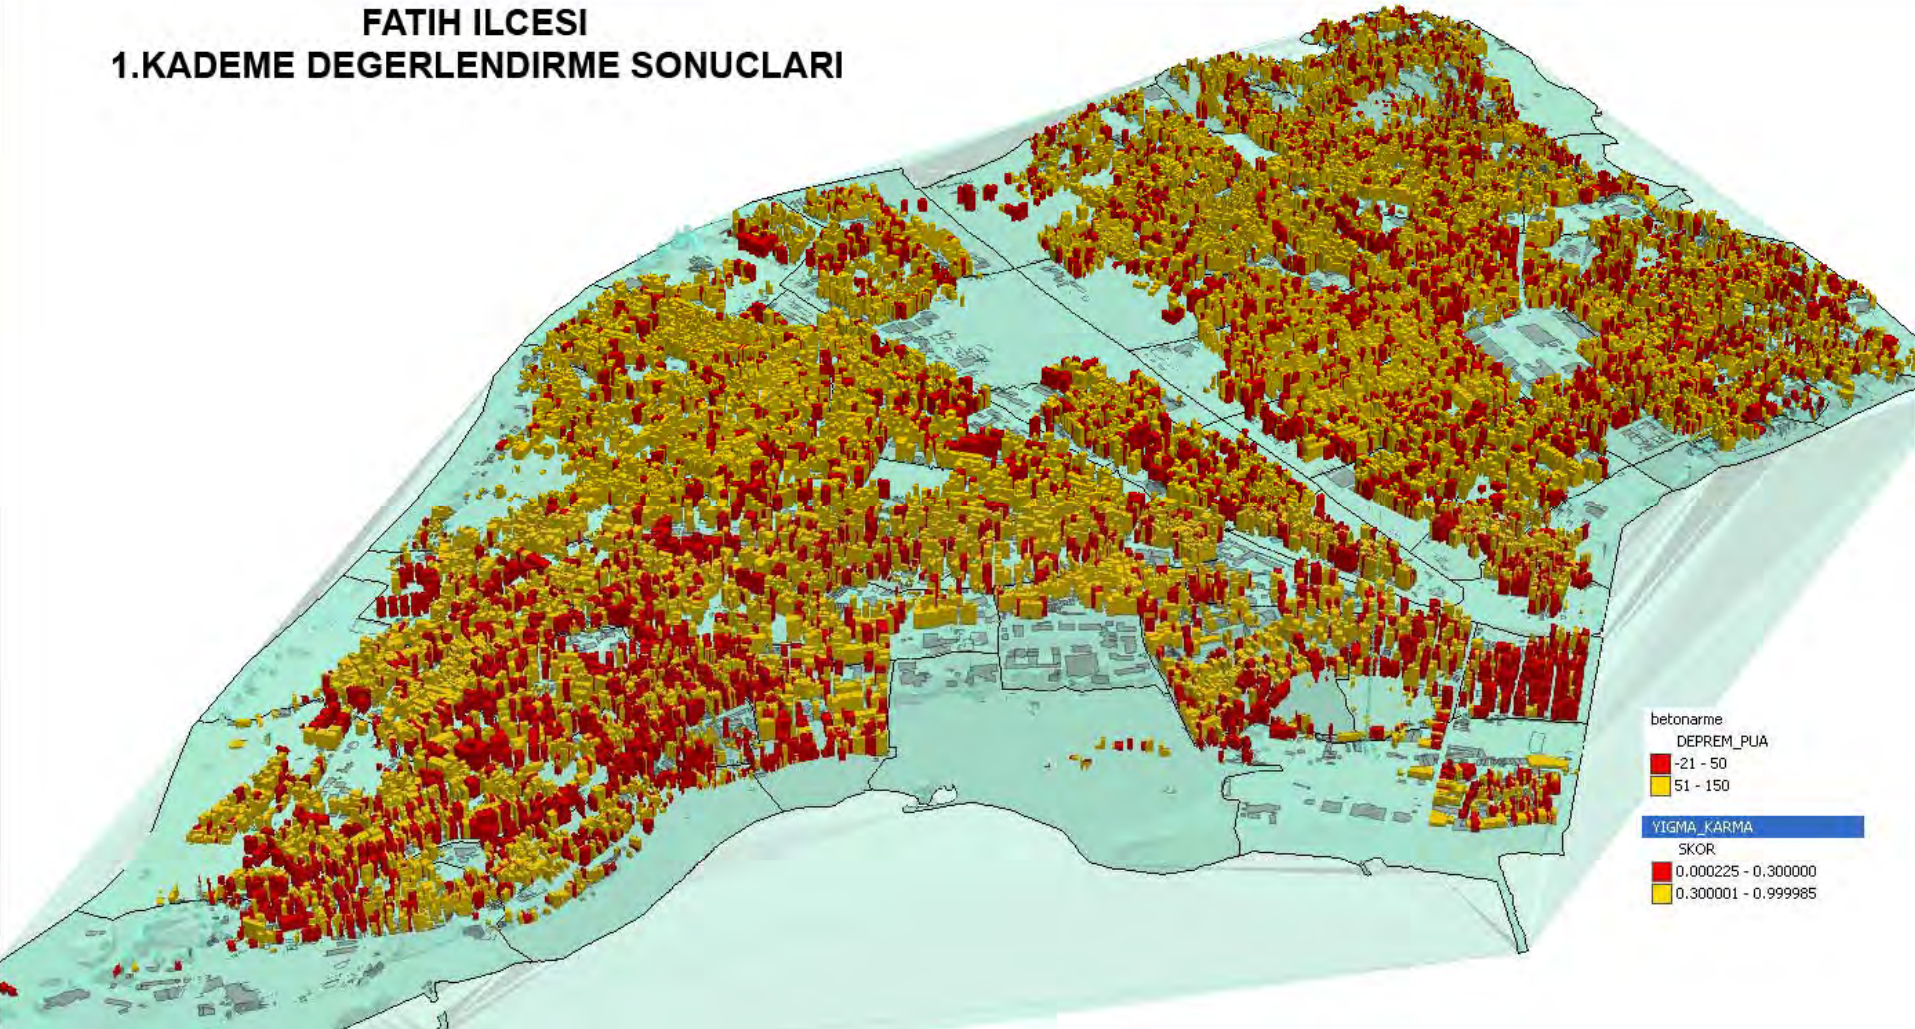 FATIH ILCESI
1.KADEME DEGERLENDIRME SONUCLARI
betonarme
DEPREM_PUA
-21 - 50
51 - 150
YIGMA_KARMA
SKOR
0.000225 - 0.300000
0.300001 - 0.999985